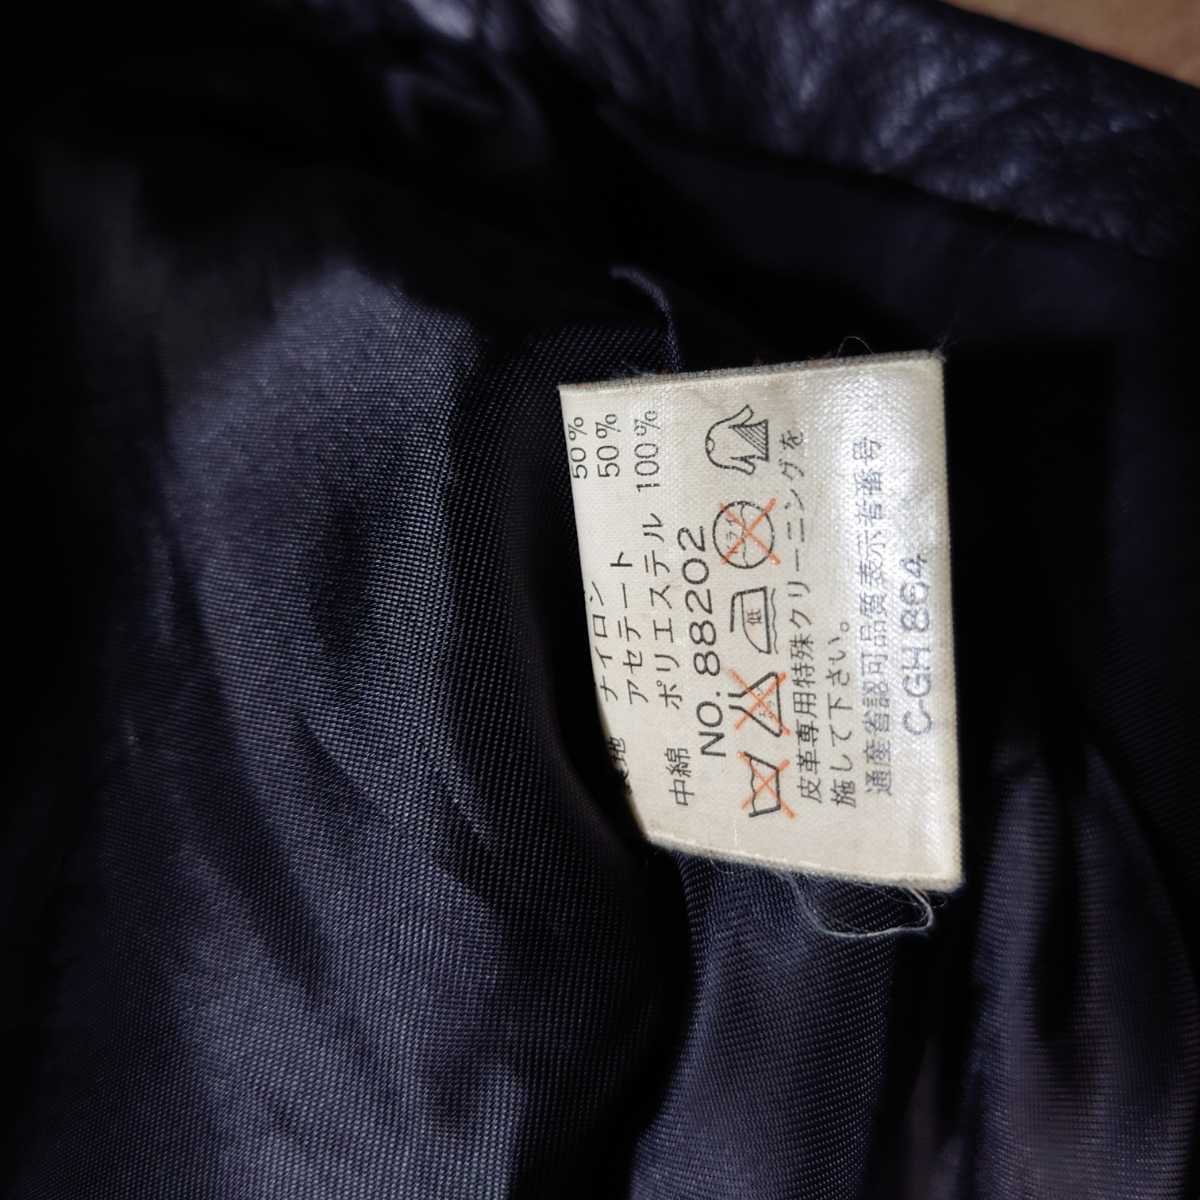 ナイロン 50%
アセテート 50%
中綿 ポリエステル 100%
NO. 88202
低
皮革専用特殊クリーニングを
施して下さい。
通産省認可品質表示者番号
C-GH 864